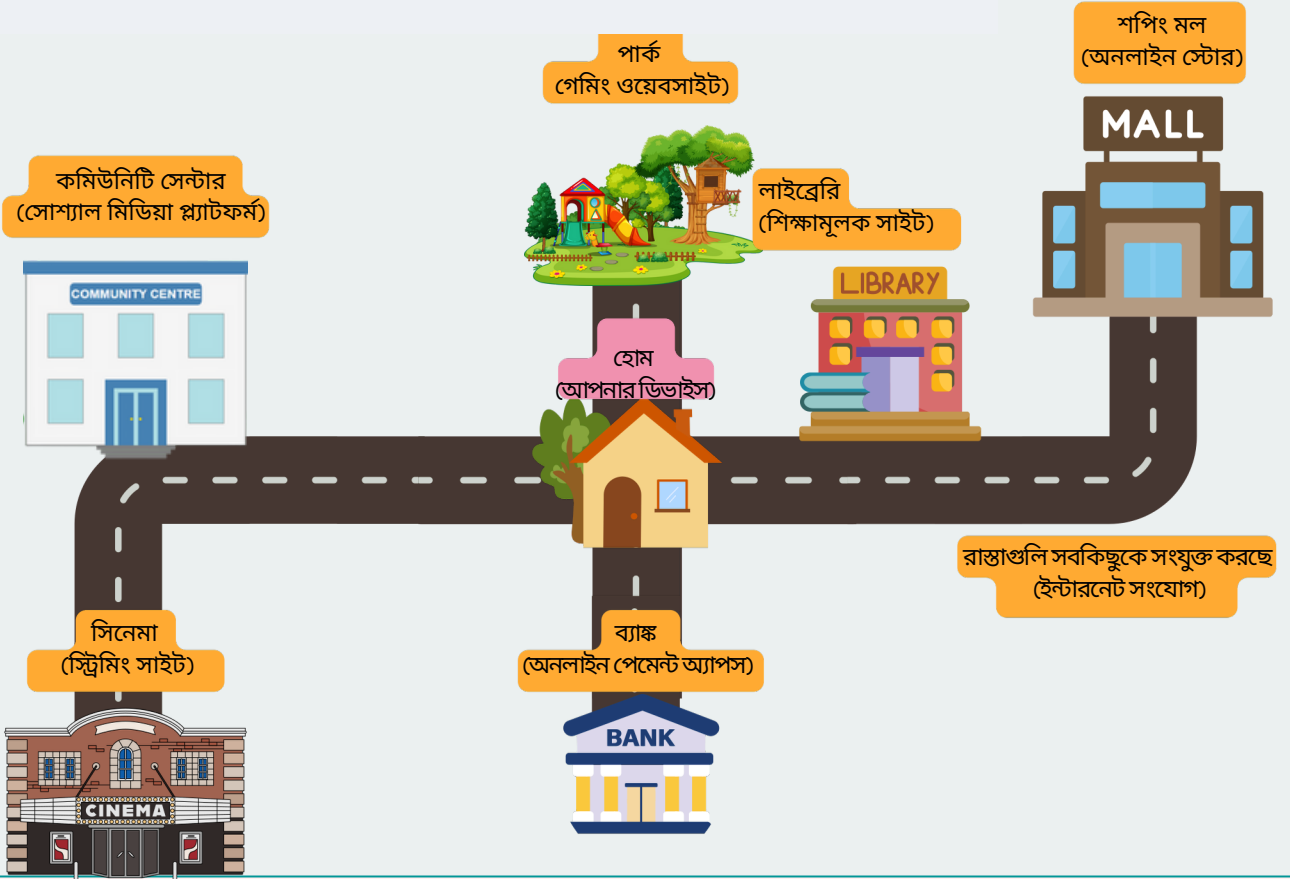 শপিং মল
(অনলাইন স্টোর)
MALL
পার্ক
গেমিং ওয়েবসাইট)
কমিউনিটি সেন্টার
(সোশ্যাল মিডিয়া প্ল্যাটফর্ম)
COMMUNITY CENTRE
লাইব্রেরি
(শিক্ষামূলক সাইট)
LIBRARY
হোম
(আপনার ডিভাইস)
রাস্তাগুলি সবকিছুকে সংযুক্ত করছে
(ইন্টারনেট সংযোগ)
সিনেমা
(স্ট্রিমিং সাইট)
CINEMA
ব্যাঙ্ক
(অনলাইন পেমেন্ট অ্যাপস)
BANK